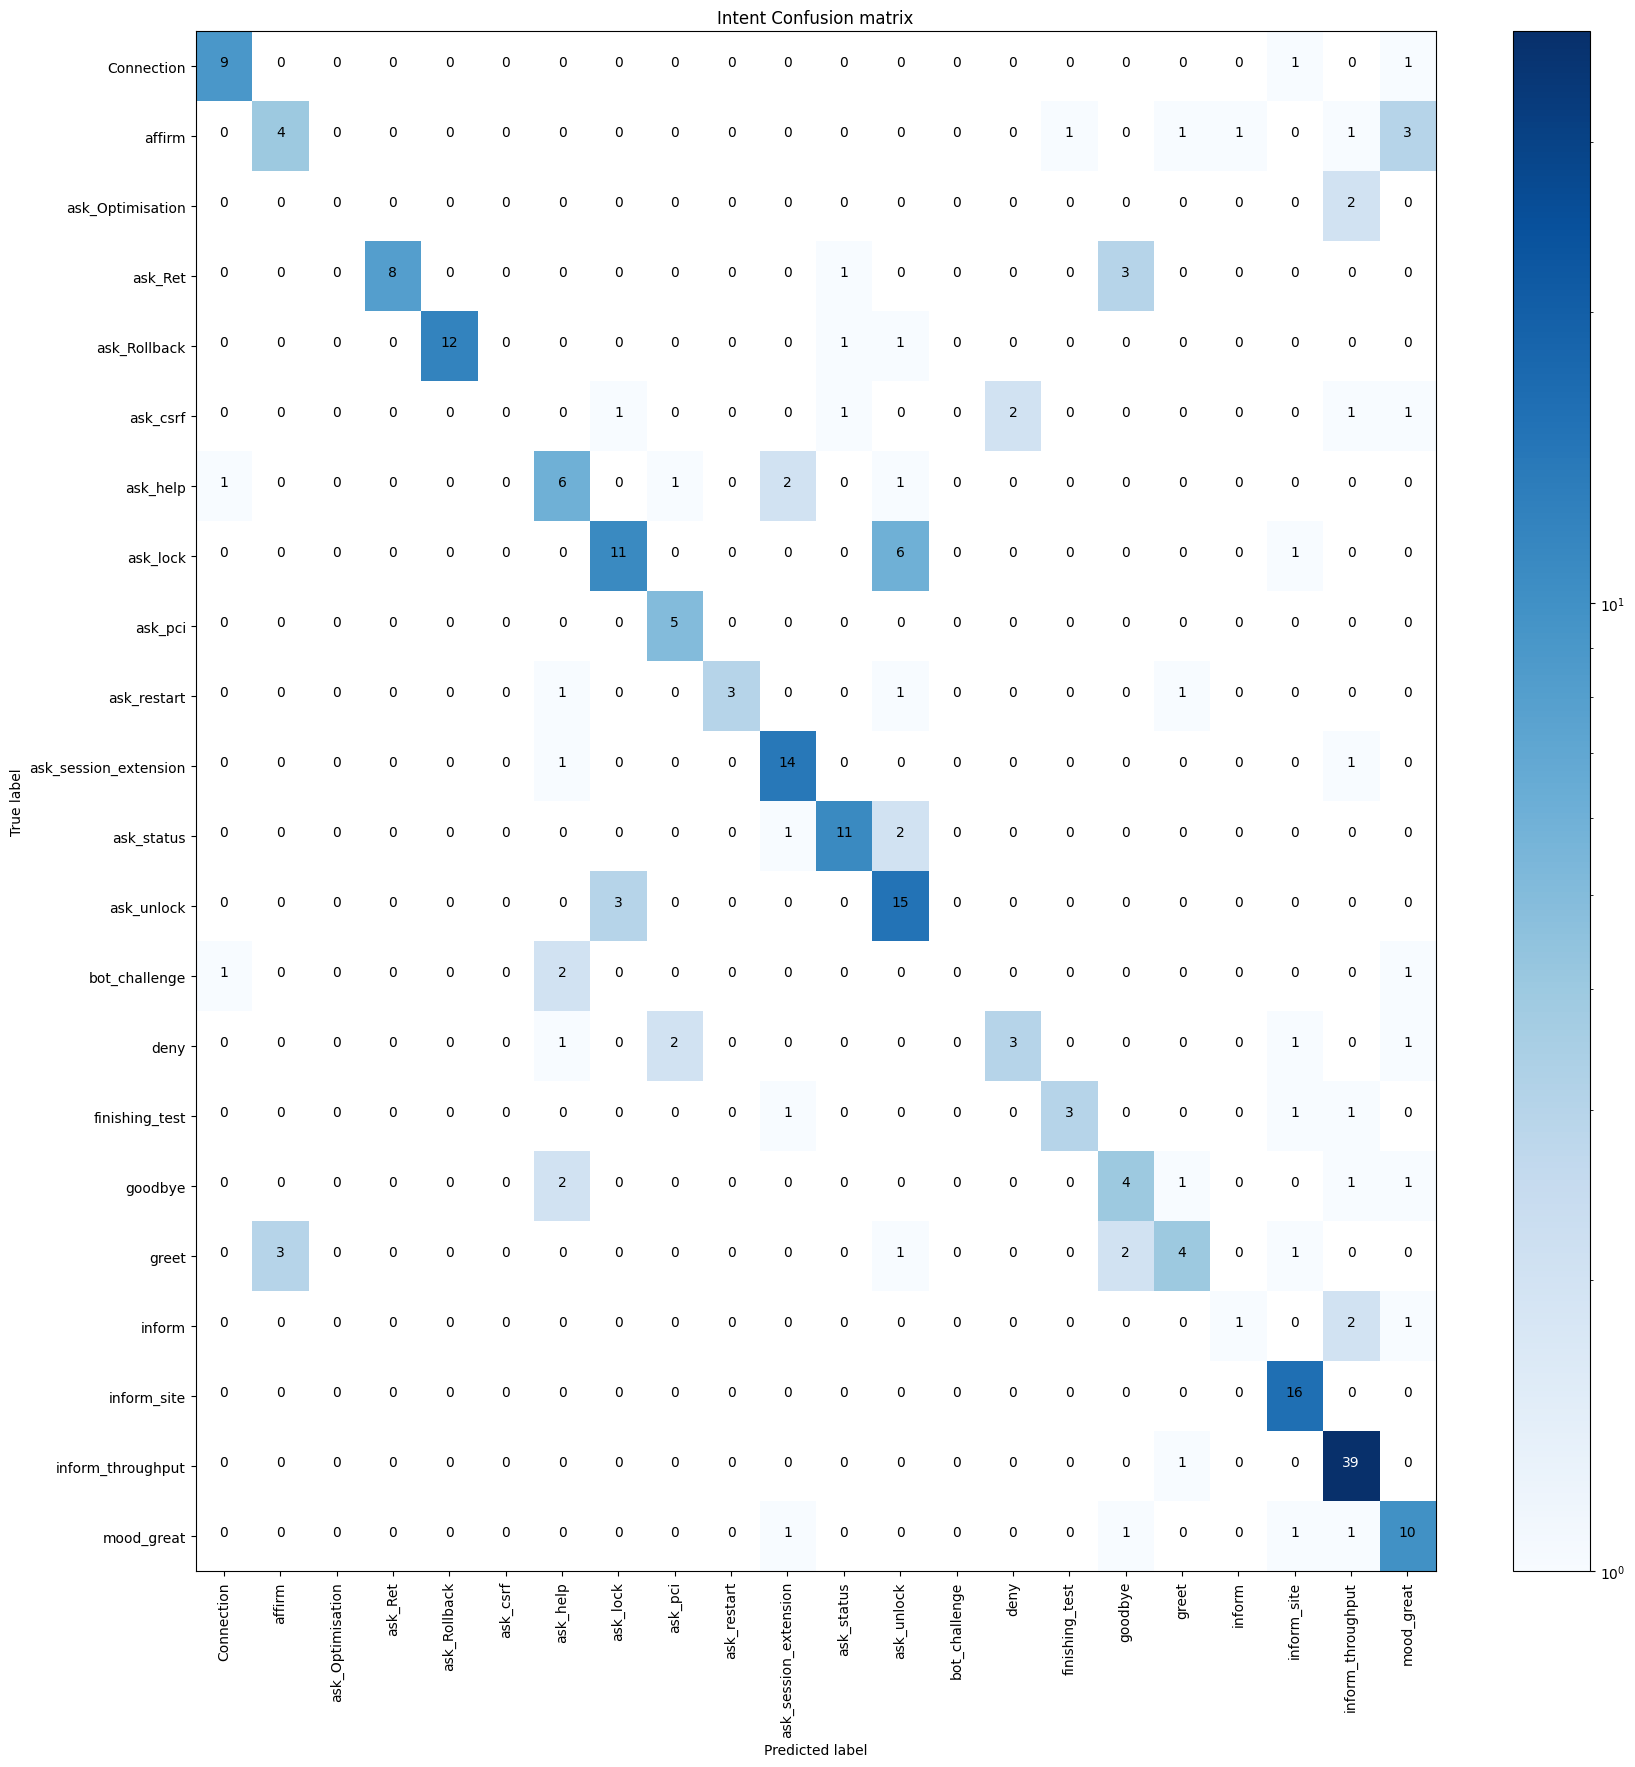 Intent Confusion matrix
Connection 9 0 0 0 0 0 0 0 0 0 0 0 0 0 0 0 0 0 0 1 0 1
affirm 0 4 0 0 0 0 0 0 0 0 0 0 0 0 0 1 0 1 1 0 1 3
ask_Optimisation 0 0 0 0 0 0 0 0 0 0 0 0 0 0 0 0 0 0 0 0 2 0
ask_Ret 0 0 0 8 0 0 0 0 0 0 0 1 0 0 0 0 3 0 0 0 0 0
ask_Rollback 0 0 0 0 12 0 0 0 0 0 0 1 1 0 0 0 0 0 0 0 0 0
ask_csrf 0 0 0 0 0 0 0 1 0 0 0 1 0 0 2 0 0 0 0 0 1 1
ask_help 1 0 0 0 0 0 6 0 1 0 2 0 1 0 0 0 0 0 0 0 0 0
ask_lock 0 0 0 0 0 0 0 11 0 0 0 0 6 0 0 0 0 0 0 1 0 0
ask_pci 0 0 0 0 0 0 0 0 5 0 0 0 0 0 0 0 0 0 0 0 0 0
ask_restart 0 0 0 0 0 0 1 0 0 3 0 0 1 0 0 0 0 1 0 0 0 0
ask_session_extension 0 0 0 0 0 0 1 0 0 0 14 0 0 0 0 0 0 0 0 0 1 0
ask_status 0 0 0 0 0 0 0 0 0 0 1 11 2 0 0 0 0 0 0 0 0 0
ask_unlock 0 0 0 0 0 0 0 3 0 0 0 0 15 0 0 0 0 0 0 0 0 0
bot_challenge 1 0 0 0 0 0 2 0 0 0 0 0 0 0 0 0 0 0 0 0 0 1
deny 0 0 0 0 0 0 1 0 2 0 0 0 0 0 3 0 0 0 0 1 0 1
finishing_test 0 0 0 0 0 0 0 0 0 0 1 0 0 0 0 3 0 0 0 1 1 0
goodbye 0 0 0 0 0 0 2 0 0 0 0 0 0 0 0 0 4 1 0 0 1 1
greet 0 3 0 0 0 0 0 0 0 0 0 0 1 0 0 0 2 4 0 1 0 0
inform 0 0 0 0 0 0 0 0 0 0 0 0 0 0 0 0 0 0 1 0 2 1
inform_site 0 0 0 0 0 0 0 0 0 0 0 0 0 0 0 0 0 0 0 16 0 0
inform_throughput 0 0 0 0 0 0 0 0 0 0 0 0 0 0 0 0 0 1 0 0 39 0
mood_great 0 0 0 0 0 0 0 0 0 0 1 0 0 0 0 0 1 0 0 1 1 10
True label
Connection
affirm
ask_Optimisation
ask_Ret
ask_Rollback
ask_csrf
ask_help
ask_lock
ask_pci
ask_restart
ask_session_extension
ask_status
ask_unlock
bot_challenge
deny
finishing_test
goodbye
greet
inform
inform_site
inform_throughput
mood_great
Predicted label
10¹
10⁰